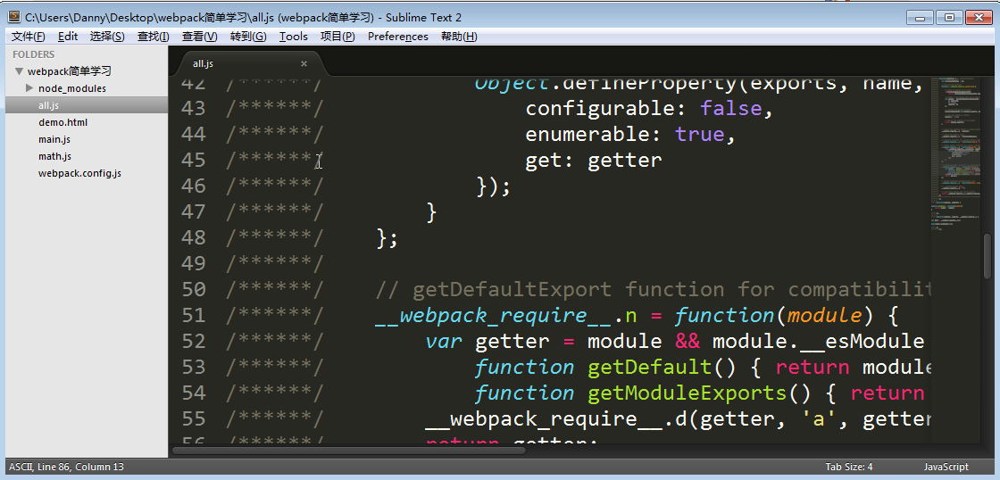 C:\Users\Danny\Desktop\webpack简单学习\all.js (webpack简单学习) - Sublime Text 2
文件(F) Edit 选择(S) 查找(I) 查看(V) 转到(G) Tools 项目(P) Preferences 帮助(H)
FOLDERS
webpack简单学习
node_modules
all.js
demo.html
main.js
math.js
webpack.config.js
all.js
42 /******/ Object.defineProperty(exports, name,
43 /******/ configurable: false,
44 /******/ enumerable: true,
45 /******/ get: getter
46 /******/ });
47 /******/ }
48 /******/ };
49 /******/
50 /******/ // getDefaultExport function for compatibilit
51 /******/ __webpack_require__.n = function(module) {
52 /******/ var getter = module && module.__esModule
53 /******/ function getDefault() { return module
54 /******/ function getModuleExports() { return
55 /******/ __webpack_require__.d(getter, 'a', getter
56 /******/ return getter;
ASCII, Line 86, Column 13 Tab Size: 4 JavaScript